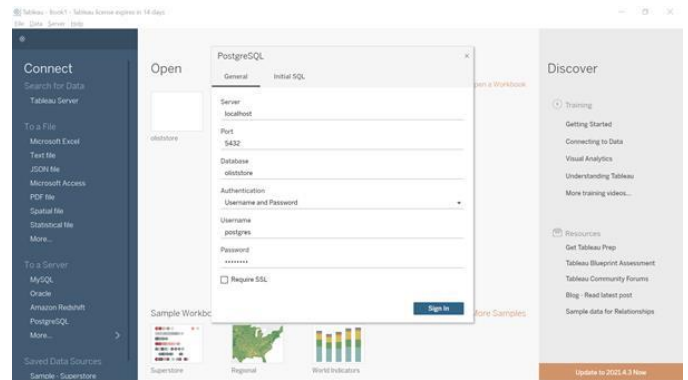 Tableau - Book1 - Tableau license expires in 14 days
File Data Server Help
Connect
Search for Data
Tableau Server
To a File
Microsoft Excel
Text file
JSON file
Microsoft Access
PDF file
Spatial file
Statistical file
More...
To a Server
MySQL
Oracle
Amazon Redshift
PostgreSQL
More...
Saved Data Sources
Sample - Superstore
Open
Open a Workbook
oliststore
PostgreSQL
General
Initial SQL
Server
localhost
Port
5432
Database
oliststore
Authentication
Username and Password
Username
postgres
Password
Require SSL
Sign In
Sample Workbo
More Samples
Superstore
Regional
World Indicators
Discover
Training
Getting Started
Connecting to Data
Visual Analytics
Understanding Tableau
More training videos...
Resources
Get Tableau Prep
Tableau Blueprint Assessment
Tableau Community Forums
Blog - Read latest post
Sample data for Relationships
Update to 2021.4.3 Now